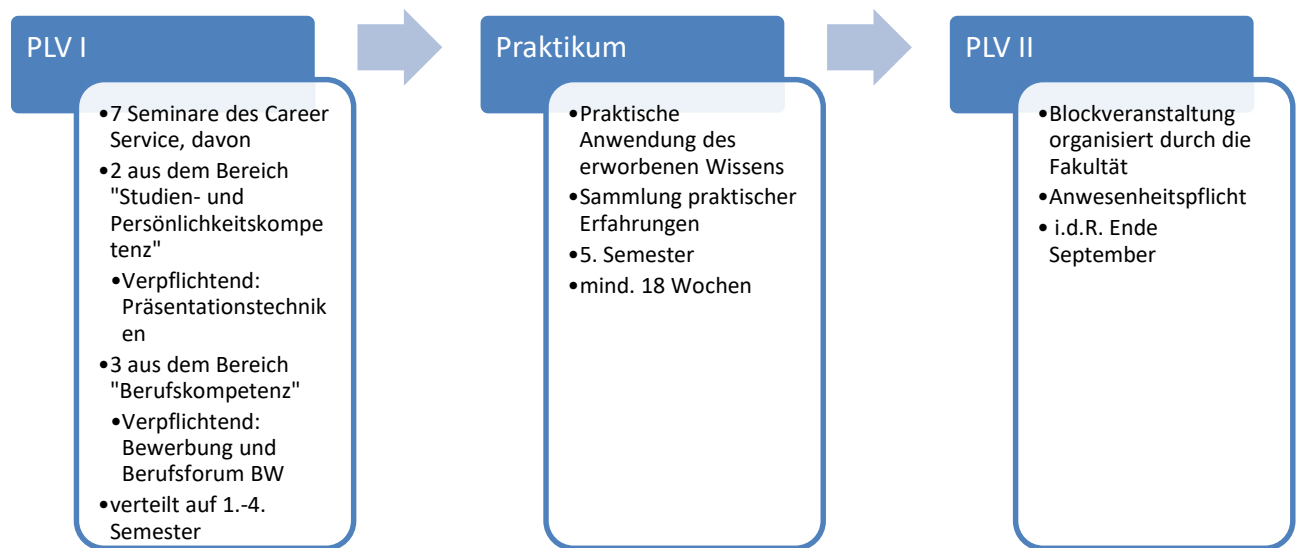 PLV I
•7 Seminare des Career
Service, davon
•2 aus dem Bereich
"Studien- und
Persönlichkeitskompe
tenz"
•Verpflichtend:
Präsentationstechnik
en
•3 aus dem Bereich
"Berufskompetenz"
•Verpflichtend:
Bewerbung und
Berufsforum BW
•verteilt auf 1.-4.
Semester
Praktikum
•Praktische
Anwendung des
erworbenen Wissens
•Sammlung praktischer
Erfahrungen
•5. Semester
•mind. 18 Wochen
PLV II
•Blockveranstaltung
organisiert durch die
Fakultät
•Anwesenheitspflicht
• i.d.R. Ende
September